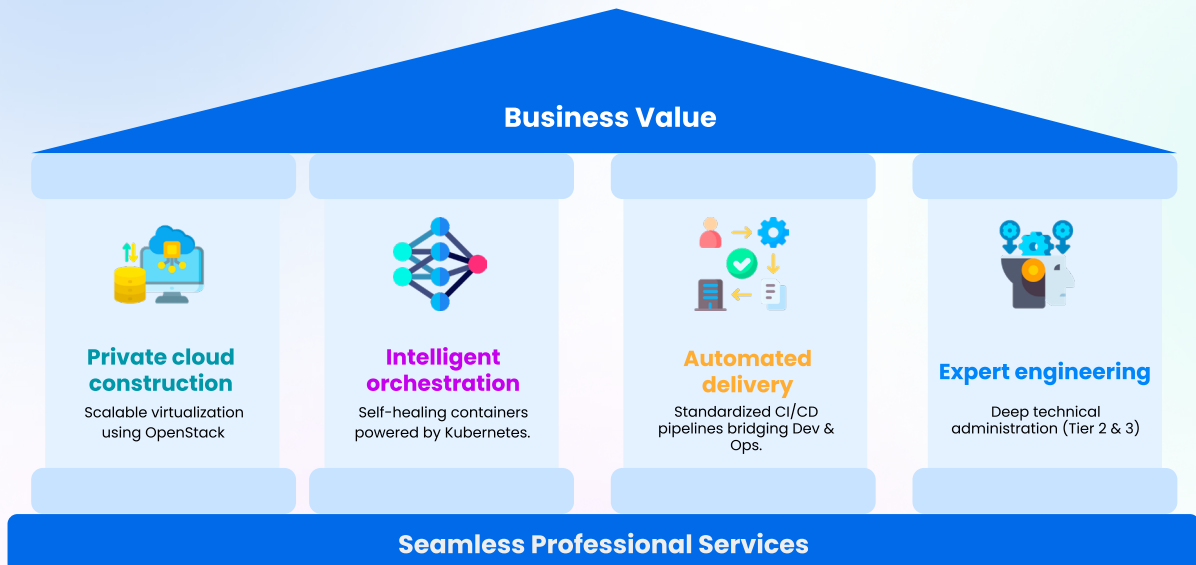 Business Value
Private cloud
construction
Scalable virtualization
using OpenStack
Intelligent
orchestration
Self-healing containers
powered by Kubernetes.
Automated
delivery
Standardized CI/CD
pipelines bridging Dev &
Ops.
Expert engineering
Deep technical
administration (Tier 2 & 3)
Seamless Professional Services